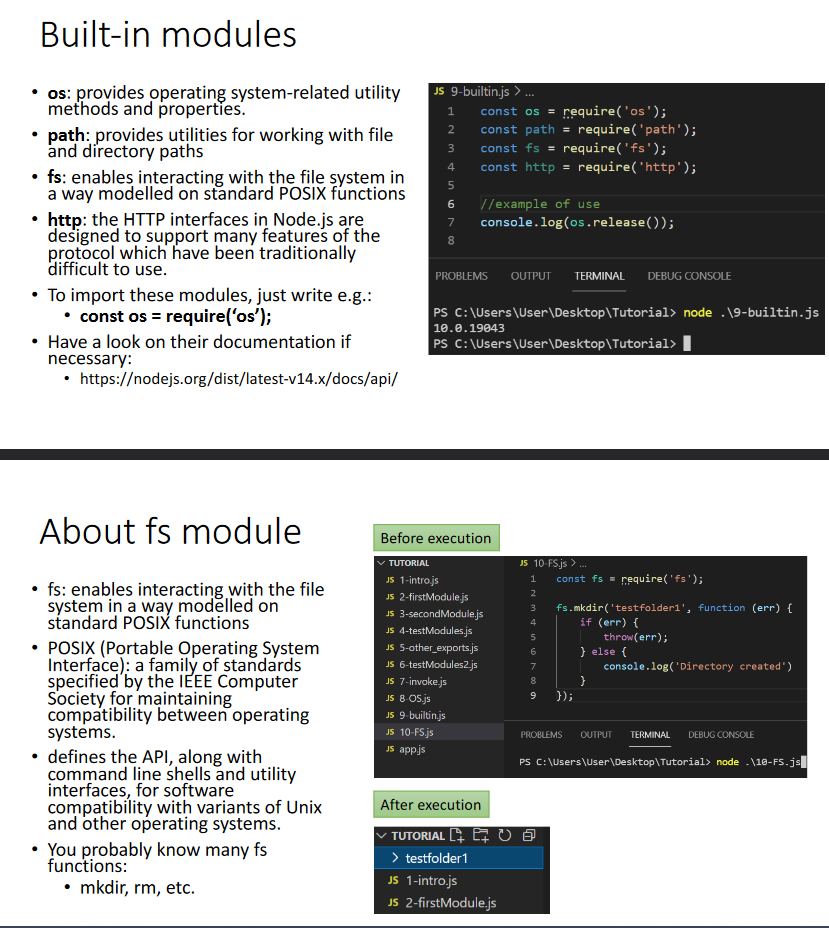 Built-in modules
• os: provides operating system-related utility
methods and properties.
• path: provides utilities for working with file
and directory paths
• fs: enables interacting with the file system in
a way modelled on standard POSIX functions
• http: the HTTP interfaces in Node.js are
designed to support many features of the
protocol which have been traditionally
difficult to use.
• To import these modules, just write e.g.:
• const os = require(‘os’);
• Have a look on their documentation if
necessary:
• https://nodejs.org/dist/latest-v14.x/docs/api/
JS 9-builtin.js > ...
1 const os = require('os');
2 const path = require('path');
3 const fs = require('fs');
4 const http = require('http');
5
6 //example of use
7 console.log(os.release());
8
PROBLEMS OUTPUT TERMINAL DEBUG CONSOLE
PS C:\Users\User\Desktop\Tutorial> node .\9-builtin.js
10.0.19043
PS C:\Users\User\Desktop\Tutorial>
About fs module
• fs: enables interacting with the file
system in a way modelled on
standard POSIX functions
• POSIX (Portable Operating System
Interface): a family of standards
specified by the IEEE Computer
Society for maintaining
compatibility between operating
systems.
• defines the API, along with
command line shells and utility
interfaces, for software
compatibility with variants of Unix
and other operating systems.
• You probably know many fs
functions:
• mkdir, rm, etc.
Before execution
TUTORIAL
JS 1-intro.js
JS 2-firstModule.js
JS 3-secondModule.js
JS 4-testModules.js
JS 5-other_exports.js
JS 6-testModules2.js
JS 7-invoke.js
JS 8-OS.js
JS 9-builtin.js
JS 10-FS.js
JS app.js
JS 10-FS.js > ...
1 const fs = require('fs');
2
3 fs.mkdir('testfolder1', function (err) {
4 if (err) {
5 throw(err);
6 } else {
7 console.log('Directory created')
8 }
9 });
PROBLEMS OUTPUT TERMINAL DEBUG CONSOLE
PS C:\Users\User\Desktop\Tutorial> node .\10-FS.js
After execution
TUTORIAL
> testfolder1
JS 1-intro.js
JS 2-firstModule.js